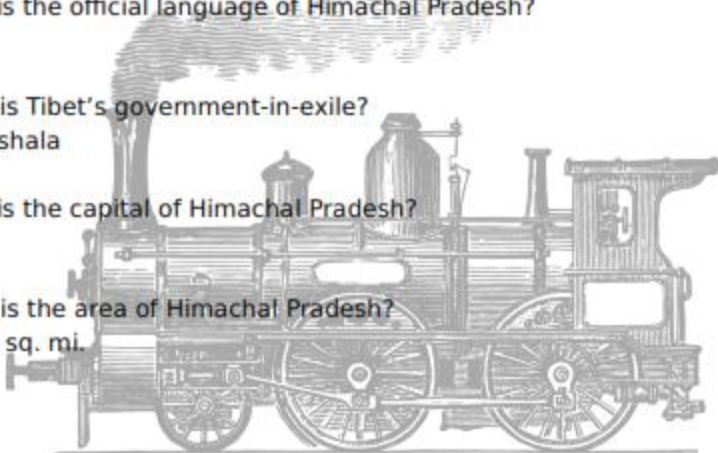 is the official language of Himachal Pradesh?
is Tibet's government-in-exile?
shala
is the capital of Himachal Pradesh?
is the area of Himachal Pradesh?
sq. mi.